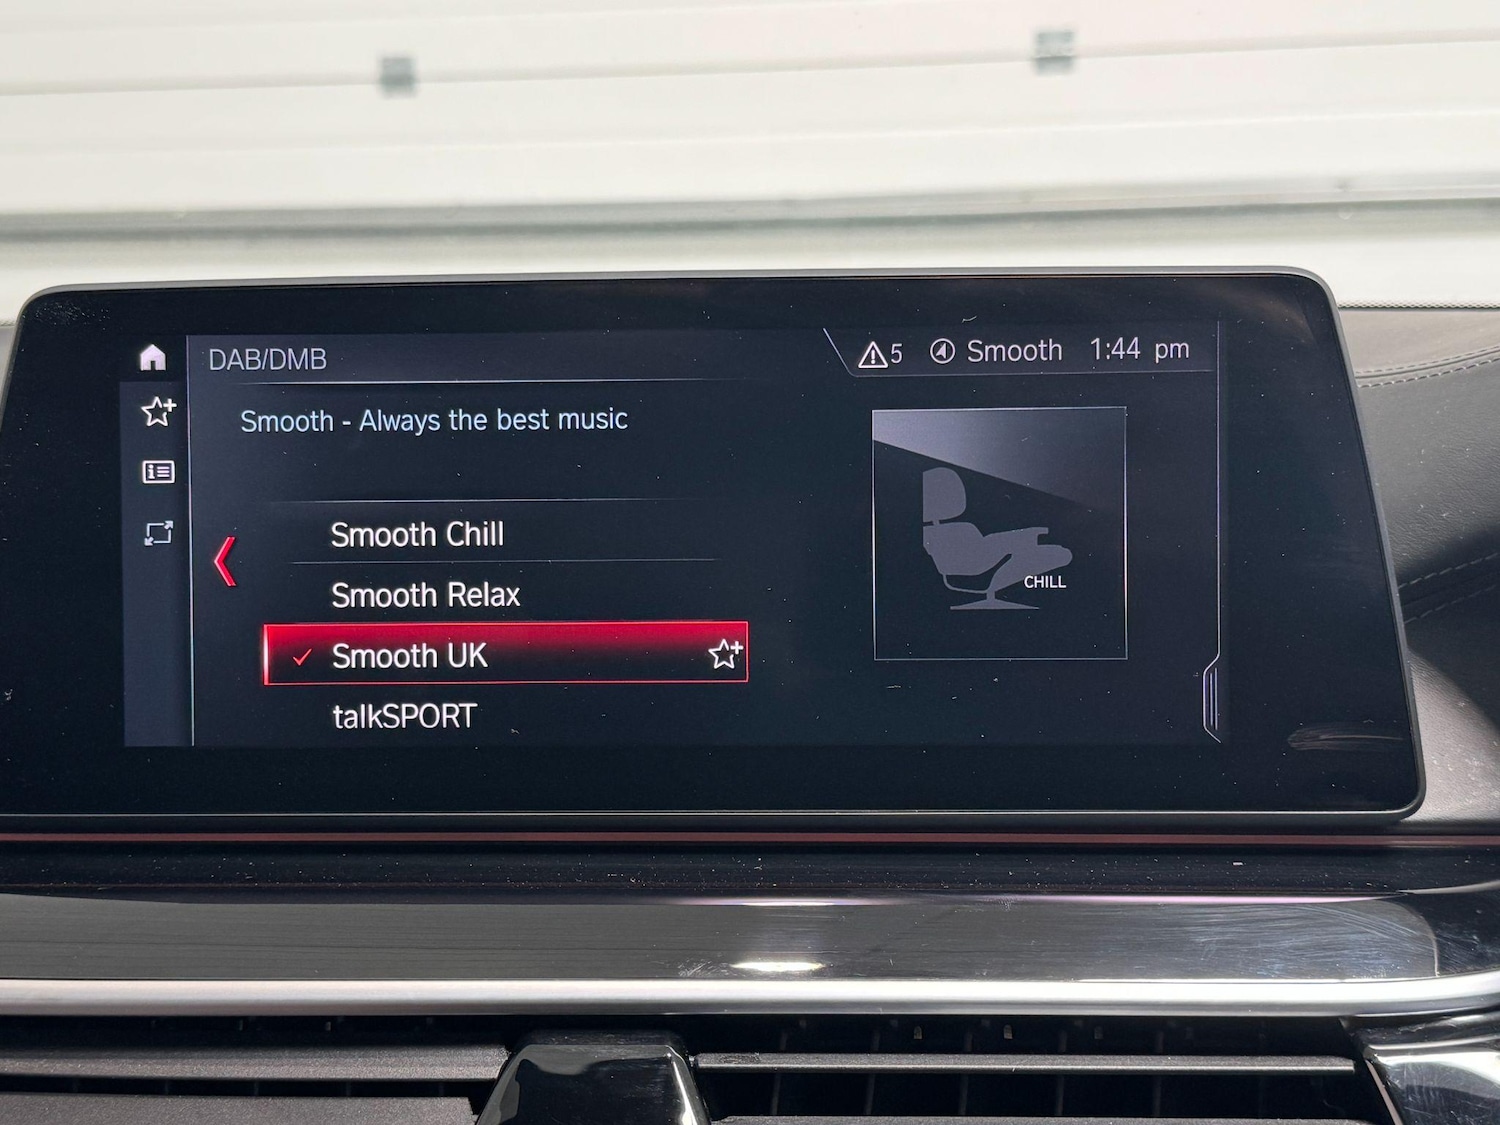 DAB/DMB
5 Smooth 1:44 pm
Smooth - Always the best music
Smooth Chill
Smooth Relax
Smooth UK
talkSPORT
CHILL